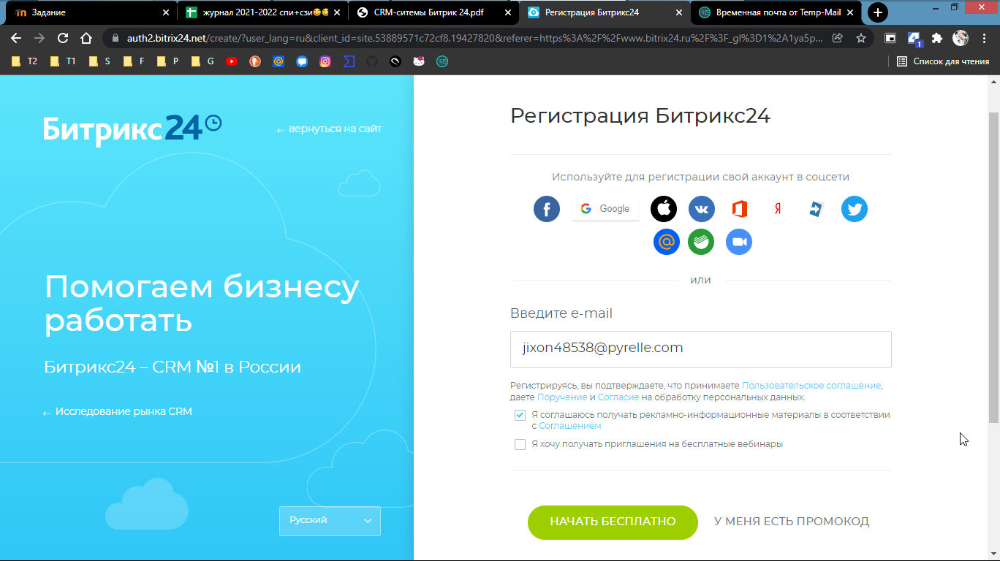 Задание
журнал 2021-2022 спи+сзи😎😎
CRM-ситемы Битрик 24.pdf
Регистрация Битрикс24
Временная почта от Temp-Mail
auth2.bitrix24.net/create/?user_lang=ru&client_id=site.53889571c72cf8.19427820&referer=https%3A%2F%2Fwww.bitrix24.ru%2F%3F_gl%3D1%2A1ya5p...
1
T2
T1
S
F
P
G
Список для чтения
Битрикс24
← вернуться на сайт
Помогаем бизнесу
работать
Битрикс24 – CRM №1 в России
← Исследование рынка CRM
Русский
Регистрация Битрикс24
Используйте для регистрации свой аккаунт в соцсети
Google
Я
или
Введите e-mail
jixon48538@pyrelle.com
Регистрируясь, вы подтверждаете, что принимаете Пользовательское соглашение,
даете Поручение и Согласие на обработку персональных данных.
Я соглашаюсь получать рекламно-информационные материалы в соответствии
с Соглашением
Я хочу получать приглашения на бесплатные вебинары
НАЧАТЬ БЕСПЛАТНО
У МЕНЯ ЕСТЬ ПРОМОКОД